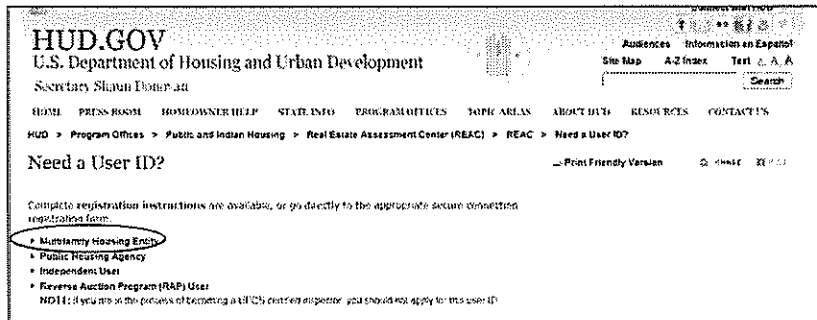 HUD.GOV
U.S. Department of Housing and Urban Development
Secretary Shaun Donovan
Audiences Información en Español
Site Map A-Z Index Text A A A
Search
HOME PRESS ROOM HOMEOWNER HELP STATE INFO PROGRAM OFFICES TOPIC AREAS ABOUT HUD RESOURCES CONTACT US
HUD > Program Offices > Public and Indian Housing > Real Estate Assessment Center (REAC) > REAC > Need a User ID?
Need a User ID?
Print Friendly Version SHARE
Complete registration instructions are available, or go directly to the appropriate secure connection
registration form.
Multifamily Housing Entity
Public Housing Agency
Independent User
Reverse Auction Program (RAP) User
NOTE: If you are in the process of becoming a UPCS certified inspector you should not apply for this user ID